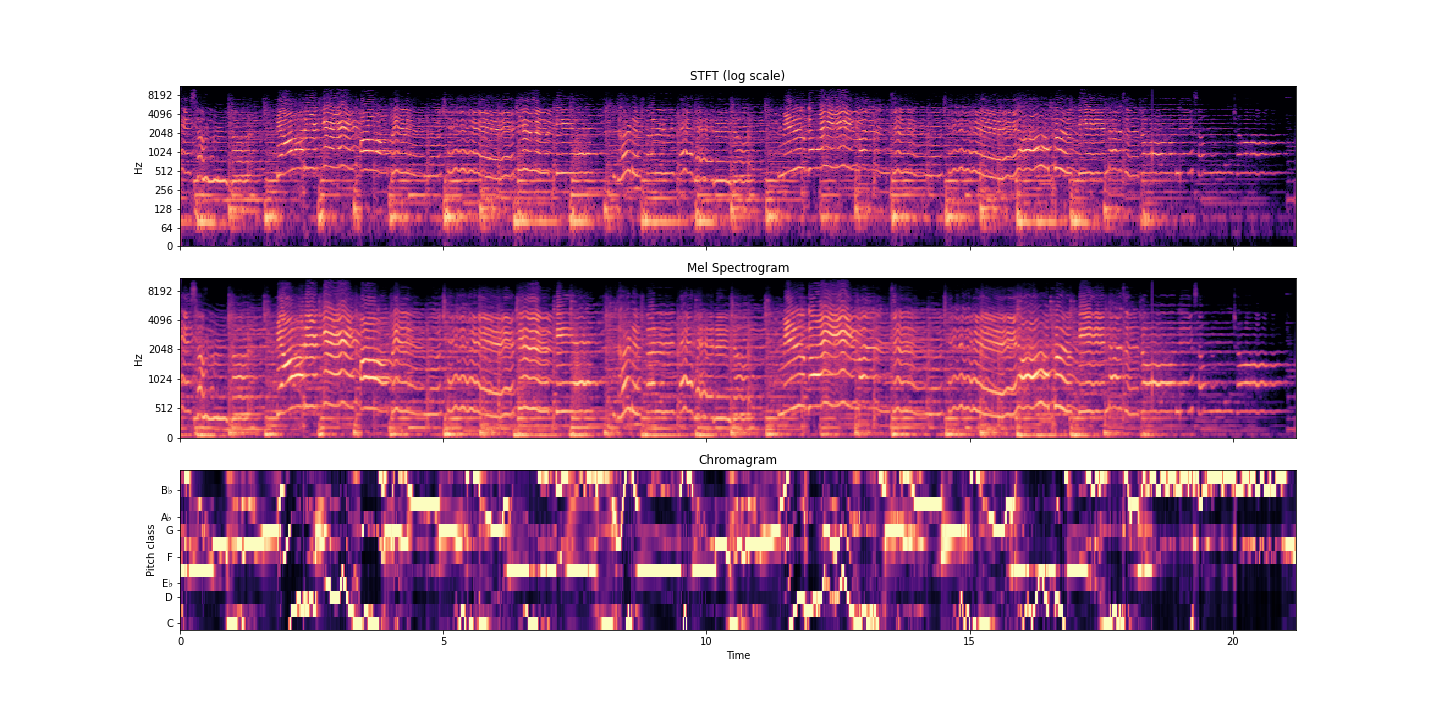 STFT (log scale)
8192
4096
2048
1024
512
256
128
64
0
Hz
Mel Spectrogram
8192
4096
2048
1024
512
0
Hz
Chromagram
B♭
A♭
G
F
E♭
D
C
Pitch class
0
5
10
15
20
Time